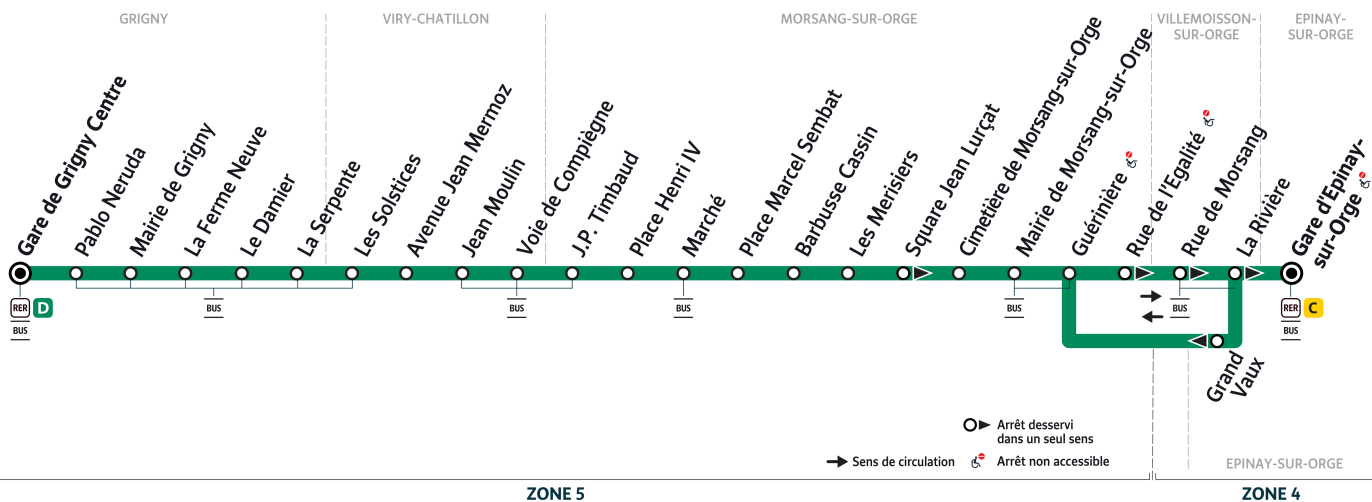 GRIGNY
VIRY-CHATILLON
MORSANG-SUR-ORGE
VILLEMOISSON-
SUR-ORGE
EPINAY-
SUR-ORGE
Gare de Grigny Centre
Pablo Neruda
Mairie de Grigny
La Ferme Neuve
Le Damier
La Serpente
Les Solstices
Avenue Jean Mermoz
Jean Moulin
Voie de Compiègne
J.P. Timbaud
Place Henri IV
Marché
Place Marcel Sembat
Barbusse Cassin
Les Merisiers
Square Jean Lurçat
Cimetière de Morsang-sur-Orge
Mairie de Morsang-sur-Orge
Guérinière
Rue de l'Egalité
Rue de Morsang
La Rivière
Gare d'Epinay-
sur-Orge
RER D
BUS
BUS
BUS
BUS
BUS
BUS
RER C
BUS
Grand
Vaux
Arrêt desservi
dans un seul sens
Sens de circulation
Arrêt non accessible
EPINAY-SUR-ORGE
ZONE 5
ZONE 4